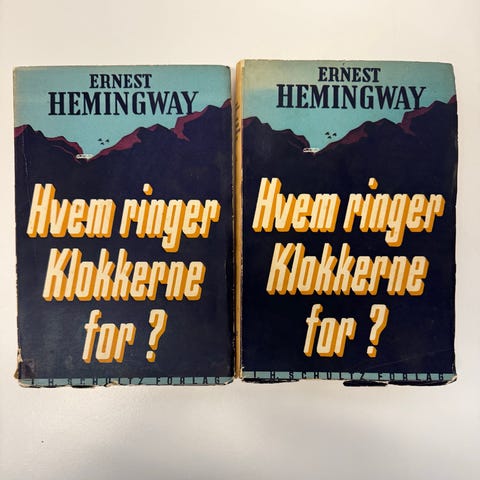 ERNEST
HEMINGWAY
Hvem ringer
Klokkerne
for ?
J.H. SCHULTZ FORLAG
ERNEST
HEMINGWAY
Hvem ringer
Klokkerne
for ?
J.H. SCHULTZ FORLAG